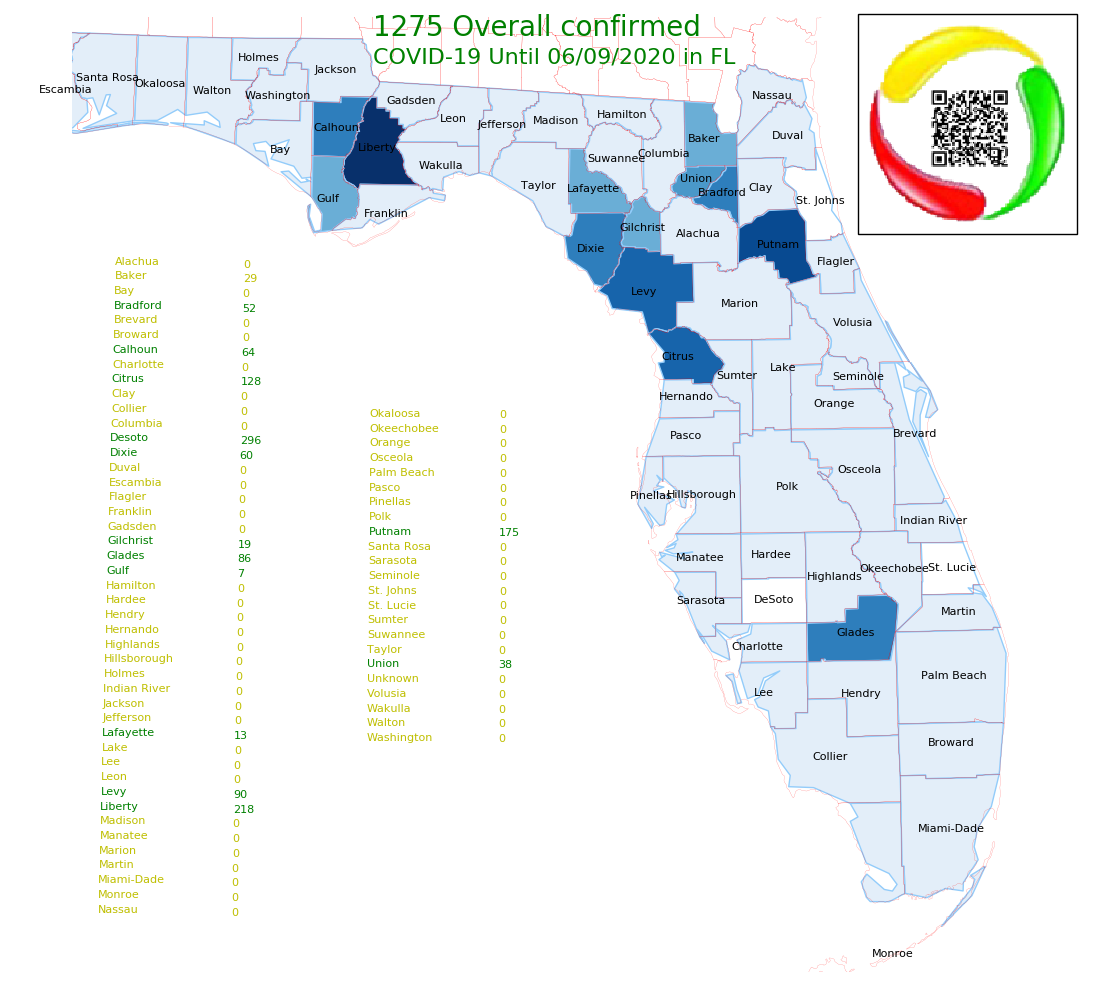 1275 Overall confirmed
COVID-19 Until 06/09/2020 in FL
Holmes
Jackson
Santa Rosa
Okaloosa
Escambia
Walton
Washington
Gadsden
Nassau
Leon
Jefferson
Madison
Hamilton
Calhoun
Duval
Baker
Bay
Liberty
Suwannee
Columbia
Wakulla
Union
Taylor
Lafayette
Bradford
Clay
Gulf
St. Johns
Franklin
Gilchrist
Alachua
Dixie
Putnam
Flagler
Levy
Marion
Volusia
Citrus
Sumter
Lake
Seminole
Hernando
Orange
Pasco
Brevard
Osceola
Pinellas
Hillsborough
Polk
Indian River
Manatee
Hardee
Highlands
Okeechobee
St. Lucie
Sarasota
DeSoto
Martin
Glades
Charlotte
Palm Beach
Lee
Hendry
Broward
Collier
Miami-Dade
Monroe
Alachua 0
Baker 29
Bay 0
Bradford 52
Brevard 0
Broward 0
Calhoun 64
Charlotte 0
Citrus 128
Clay 0
Collier 0
Columbia 0
Desoto 296
Dixie 60
Duval 0
Escambia 0
Flagler 0
Franklin 0
Gadsden 0
Gilchrist 19
Glades 86
Gulf 7
Hamilton 0
Hardee 0
Hendry 0
Hernando 0
Highlands 0
Hillsborough 0
Holmes 0
Indian River 0
Jackson 0
Jefferson 0
Lafayette 13
Lake 0
Lee 0
Leon 0
Levy 90
Liberty 218
Madison 0
Manatee 0
Marion 0
Martin 0
Miami-Dade 0
Monroe 0
Nassau 0
Okaloosa 0
Okeechobee 0
Orange 0
Osceola 0
Palm Beach 0
Pasco 0
Pinellas 0
Polk 0
Putnam 175
Santa Rosa 0
Sarasota 0
Seminole 0
St. Johns 0
St. Lucie 0
Sumter 0
Suwannee 0
Taylor 0
Union 38
Unknown 0
Volusia 0
Wakulla 0
Walton 0
Washington 0